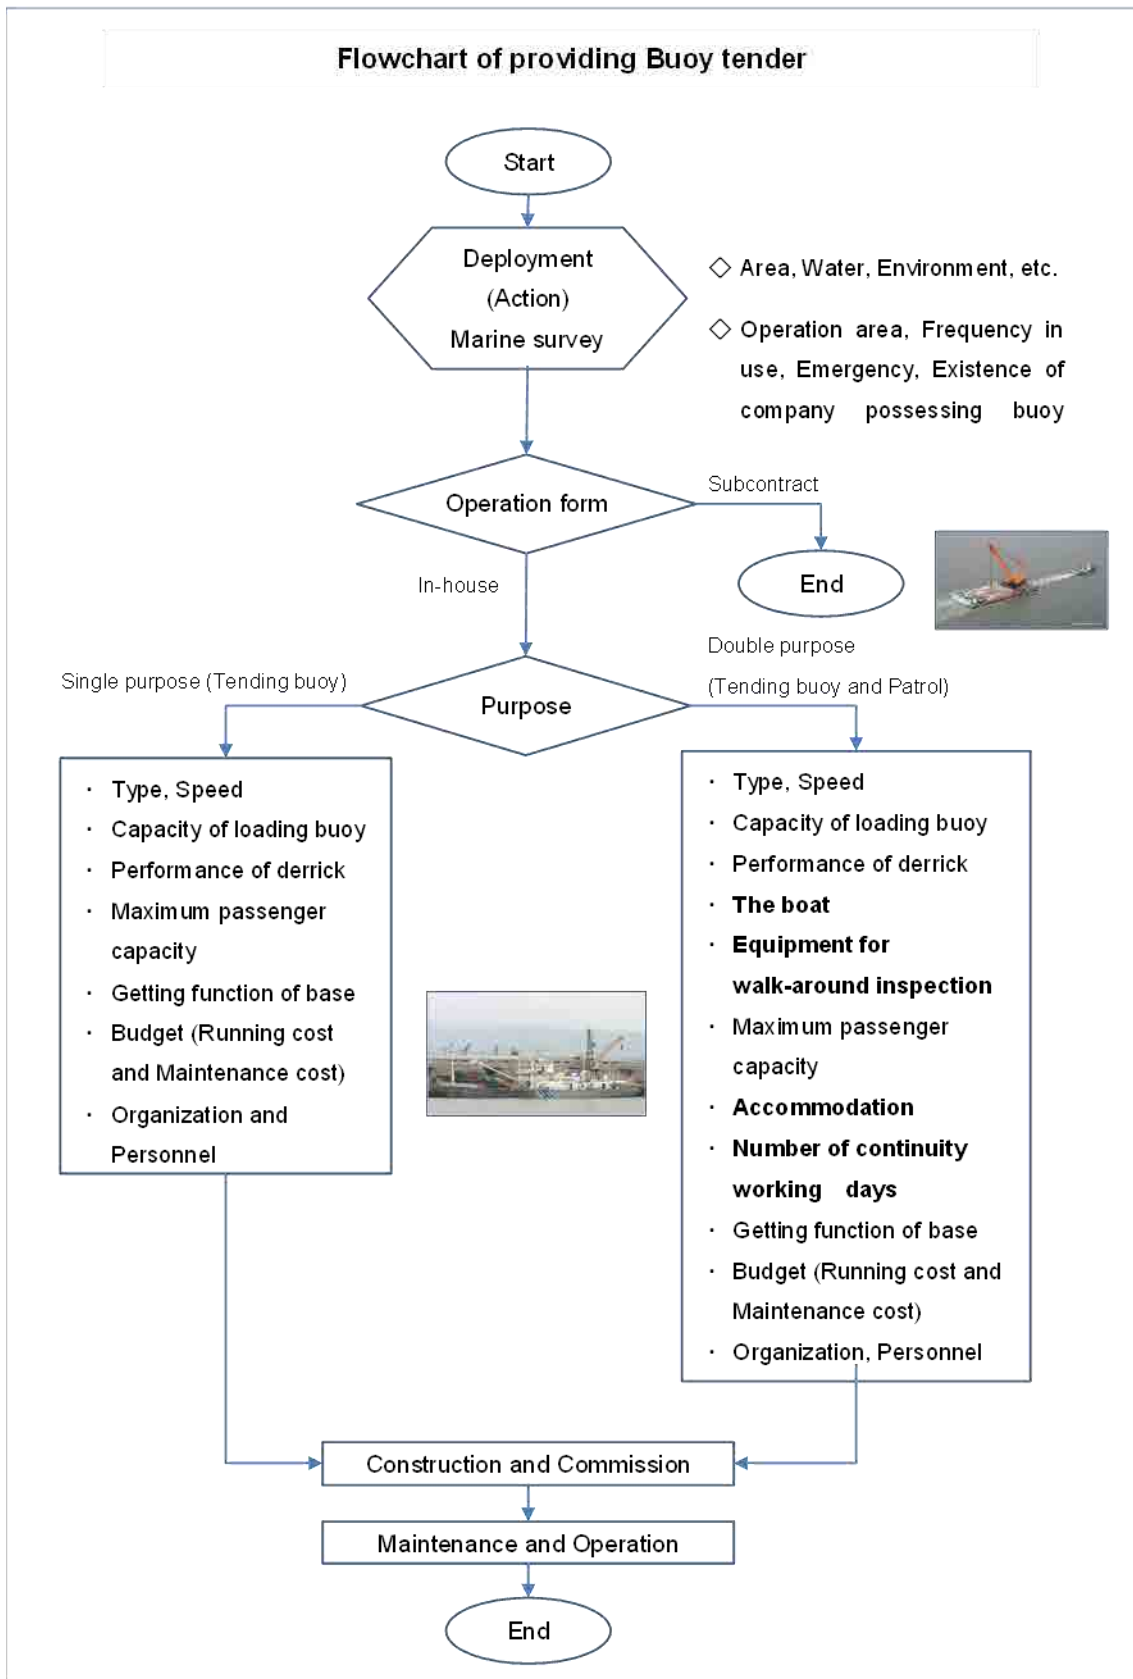 Flowchart of providing Buoy tender
Start
Deployment
(Action)
Marine survey
◇ Area, Water, Environment, etc.
◇ Operation area, Frequency in
use, Emergency, Existence of
company possessing buoy
Operation form
Subcontract
End
In-house
Double purpose
(Tending buoy and Patrol)
Single purpose (Tending buoy)
Purpose
· Type, Speed
· Capacity of loading buoy
· Performance of derrick
· Maximum passenger
capacity
· Getting function of base
· Budget (Running cost
and Maintenance cost)
· Organization and
Personnel
· Type, Speed
· Capacity of loading buoy
· Performance of derrick
· The boat
· Equipment for
walk-around inspection
· Maximum passenger
capacity
· Accommodation
· Number of continuity
working days
· Getting function of base
· Budget (Running cost and
Maintenance cost)
· Organization, Personnel
Construction and Commission
Maintenance and Operation
End